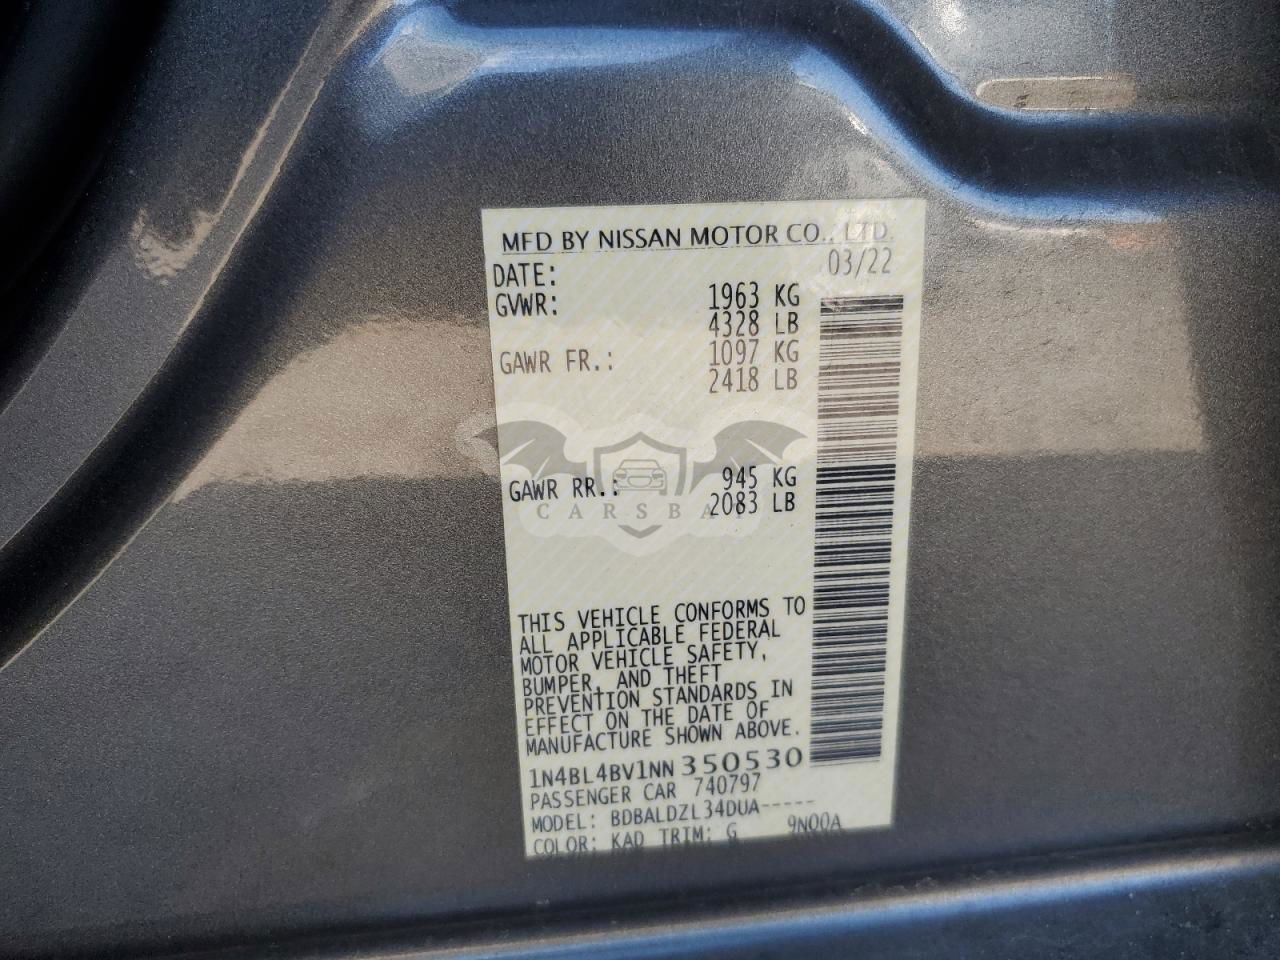 MFD BY NISSAN MOTOR CO., LTD.
DATE: 03/22
GVWR: 1963 KG
4328 LB
GAWR FR.: 1097 KG
2418 LB
GAWR RR.: 945 KG
2083 LB
CARSBAT
THIS VEHICLE CONFORMS TO
ALL APPLICABLE FEDERAL
MOTOR VEHICLE SAFETY,
BUMPER, AND THEFT
PREVENTION STANDARDS IN
EFFECT ON THE DATE OF
MANUFACTURE SHOWN ABOVE.
1N4BL4BV1NN350530
PASSENGER CAR 740797
MODEL: BDBALDZL34DUA-----
COLOR: KAD TRIM: G 9N00A